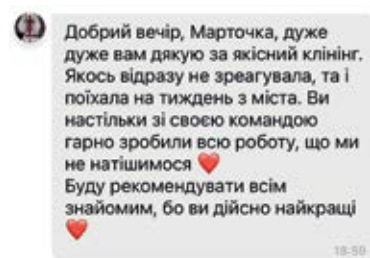 Добрий вечір, Марточка, дуже
дуже вам дякую за якісний клінінг.
Якось відразу не зреагувала, та і
поїхала на тиждень з міста. Ви
настільки зі своєю командою
гарно зробили всю роботу, що ми
не натішимося ❤️
Буду рекомендувати всім
знайомим, бо ви дійсно найкращі
❤️
18:50